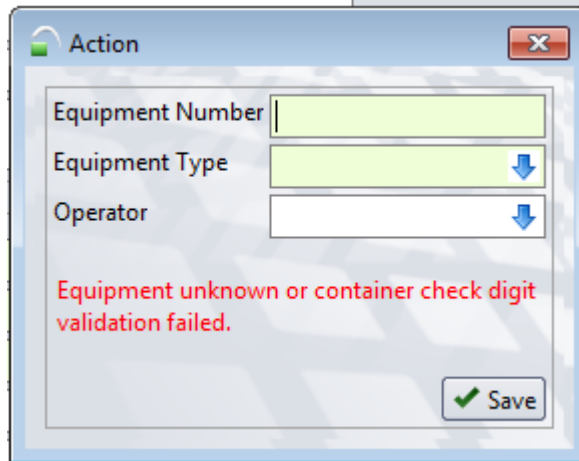 Action
Equipment Number
Equipment Type
Operator
Equipment unknown or container check digit
validation failed.
Save